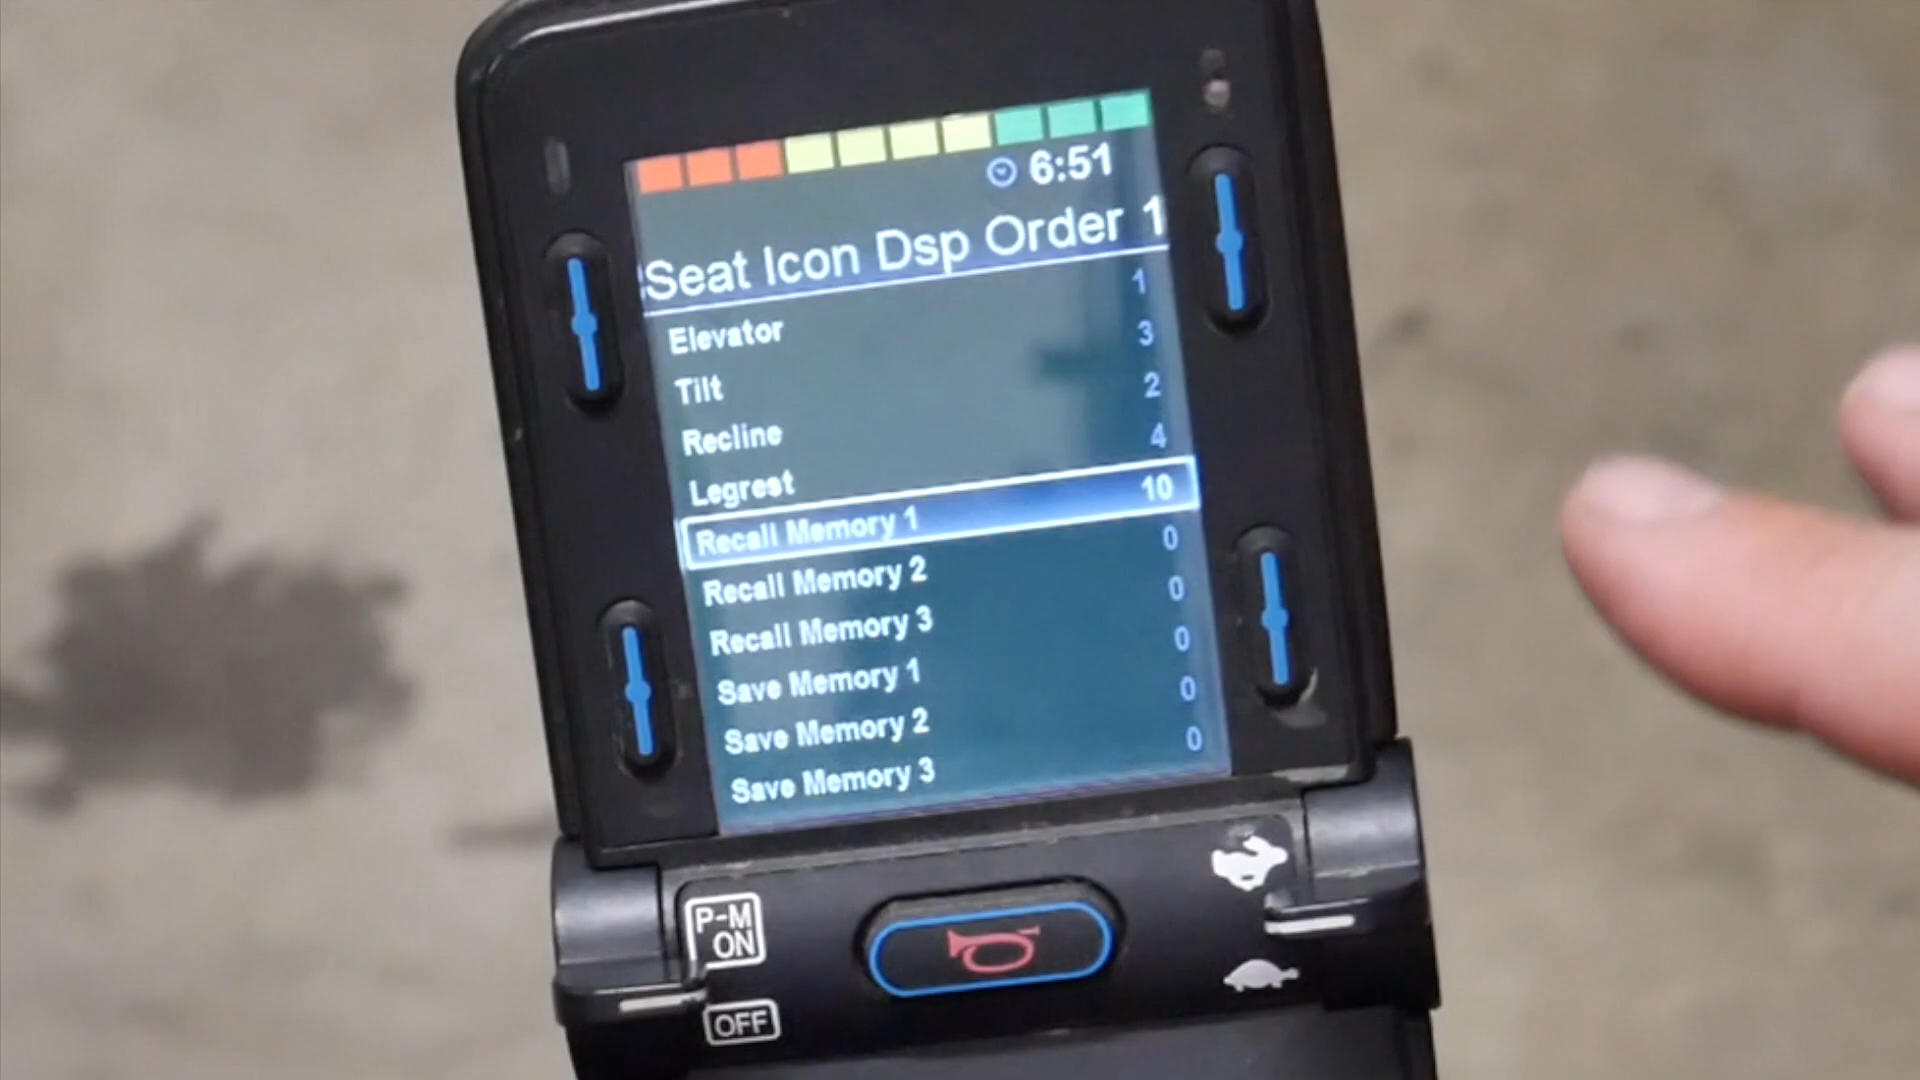 6:51
Seat Icon Dsp Order 1
Elevator 1
Tilt 3
Recline 2
Legrest 4
Recall Memory 1 10
Recall Memory 2 0
Recall Memory 3 0
Save Memory 1 0
Save Memory 2 0
Save Memory 3 0
P-M
ON
OFF